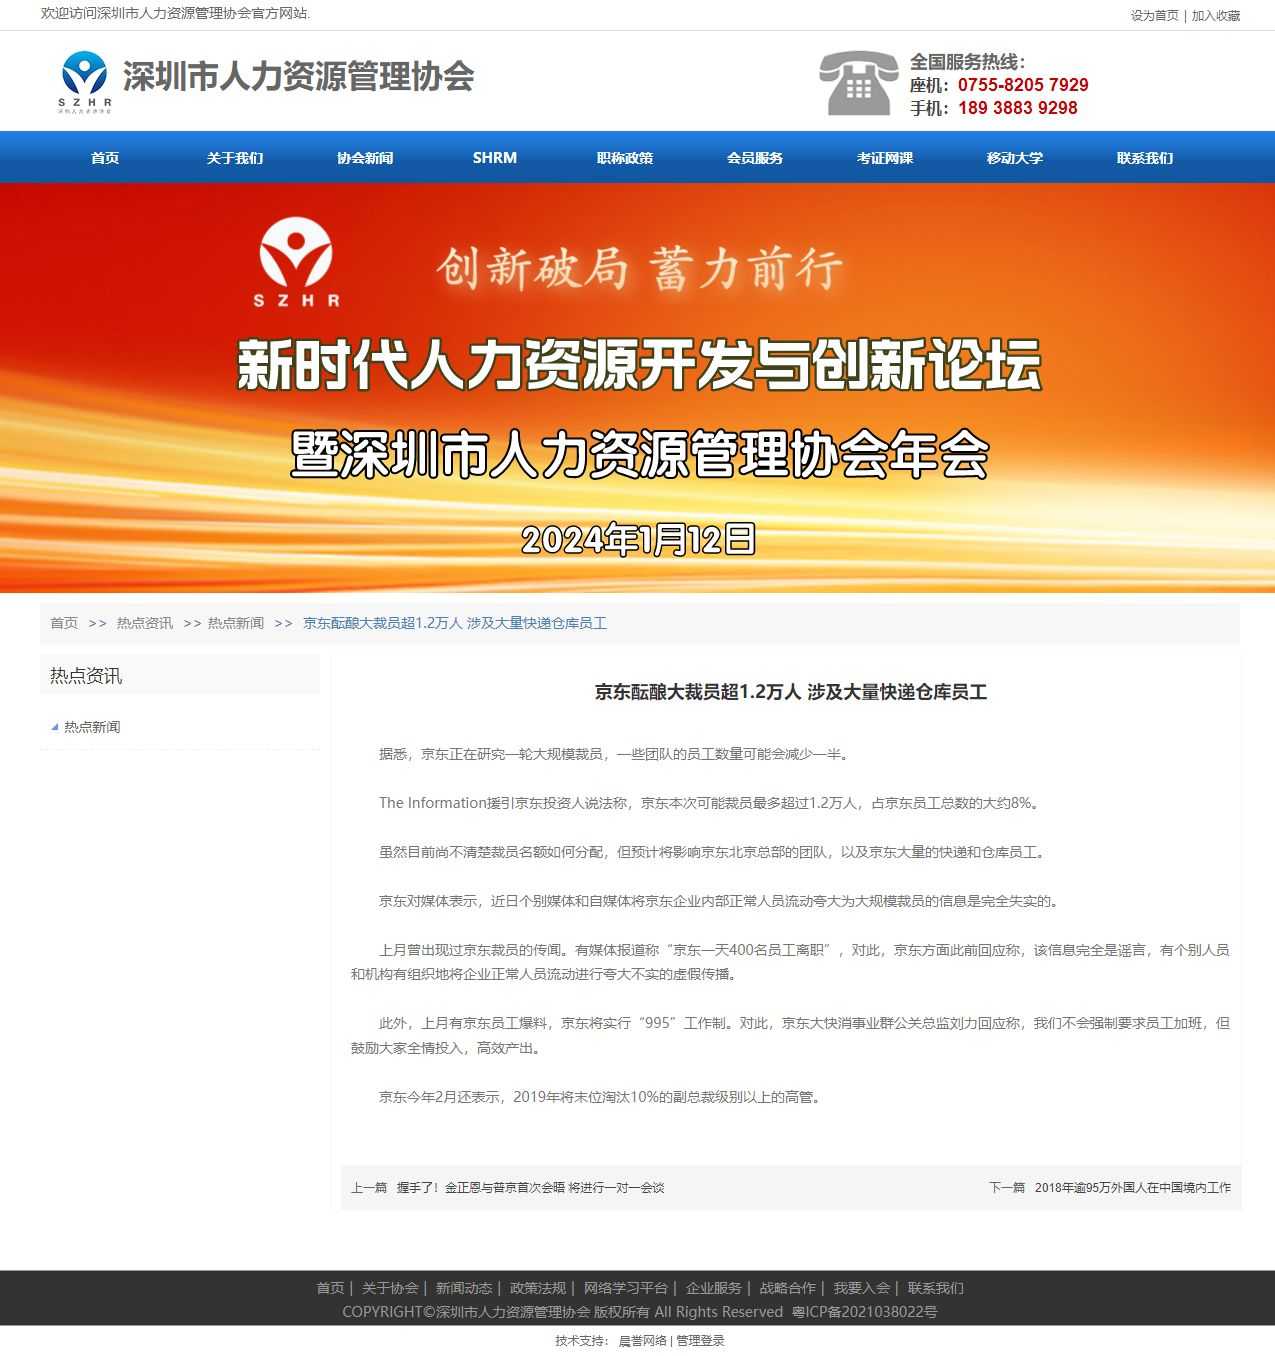 欢迎访问深圳市人力资源管理协会官方网站.
设为首页 | 加入收藏
SZHR
深圳市人力资源管理协会
全国服务热线：
座机：0755-8205 7929
手机：189 3883 9298
首页 关于我们 协会新闻 SHRM 职称政策 会员服务 考证网课 移动大学 联系我们
SZHR
创新破局 蓄力前行
新时代人力资源开发与创新论坛
暨深圳市人力资源管理协会年会
2024年1月12日
首页 >> 热点资讯 >> 热点新闻 >> 京东酝酿大裁员超1.2万人 涉及大量快递仓库员工
热点资讯
热点新闻
京东酝酿大裁员超1.2万人 涉及大量快递仓库员工
据悉，京东正在研究一轮大规模裁员，一些团队的员工数量可能会减少一半。
The Information援引京东投资人说法称，京东本次可能裁员最多超过1.2万人，占京东员工总数的大约8%。
虽然目前尚不清楚裁员名额如何分配，但预计将影响京东北京总部的团队，以及京东大量的快递和仓库员工。
京东对媒体表示，近日个别媒体和自媒体将京东企业内部正常人员流动夸大为大规模裁员的信息是完全失实的。
上月曾出现过京东裁员的传闻。有媒体报道称“京东一天400名员工离职”，对此，京东方面此前回应称，该信息完全是谣言，有个别人员
和机构有组织地将企业正常人员流动进行夸大不实的虚假传播。
此外，上月有京东员工爆料，京东将实行“995”工作制。对此，京东大快消事业群公关总监刘力回应称，我们不会强制要求员工加班，但
鼓励大家全情投入，高效产出。
京东今年2月还表示，2019年将末位淘汰10%的副总裁级别以上的高管。
上一篇 握手了！金正恩与普京首次会晤 将进行一对一会谈
下一篇 2018年逾95万外国人在中国境内工作
首页 | 关于协会 | 新闻动态 | 政策法规 | 网络学习平台 | 企业服务 | 战略合作 | 我要入会 | 联系我们
COPYRIGHT©深圳市人力资源管理协会 版权所有 All Rights Reserved 粤ICP备2021038022号
技术支持： 晨誉网络 | 管理登录